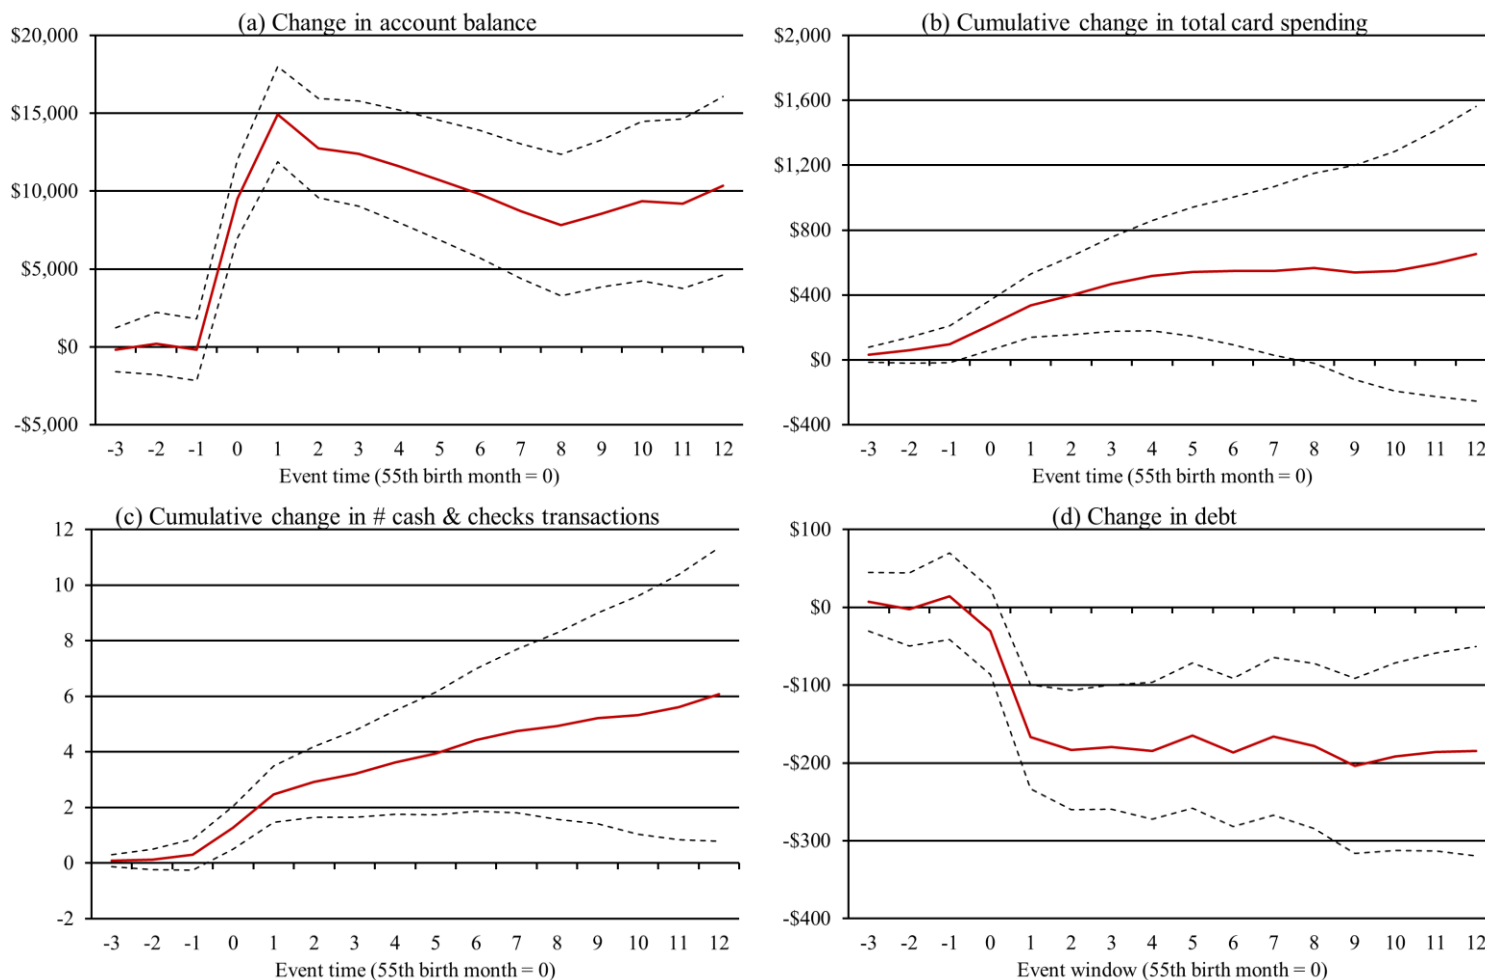 (a) Change in account balance
$20,000
$15,000
$10,000
$5,000
$0
-$5,000
-3 -2 -1 0 1 2 3 4 5 6 7 8 9 10 11 12
Event time (55th birth month = 0)
(b) Cumulative change in total card spending
$2,000
$1,600
$1,200
$800
$400
$0
-$400
-3 -2 -1 0 1 2 3 4 5 6 7 8 9 10 11 12
Event time (55th birth month = 0)
(c) Cumulative change in # cash & checks transactions
12
10
8
6
4
2
0
-2
-3 -2 -1 0 1 2 3 4 5 6 7 8 9 10 11 12
Event time (55th birth month = 0)
(d) Change in debt
$100
$0
-$100
-$200
-$300
-$400
-3 -2 -1 0 1 2 3 4 5 6 7 8 9 10 11 12
Event window (55th birth month = 0)